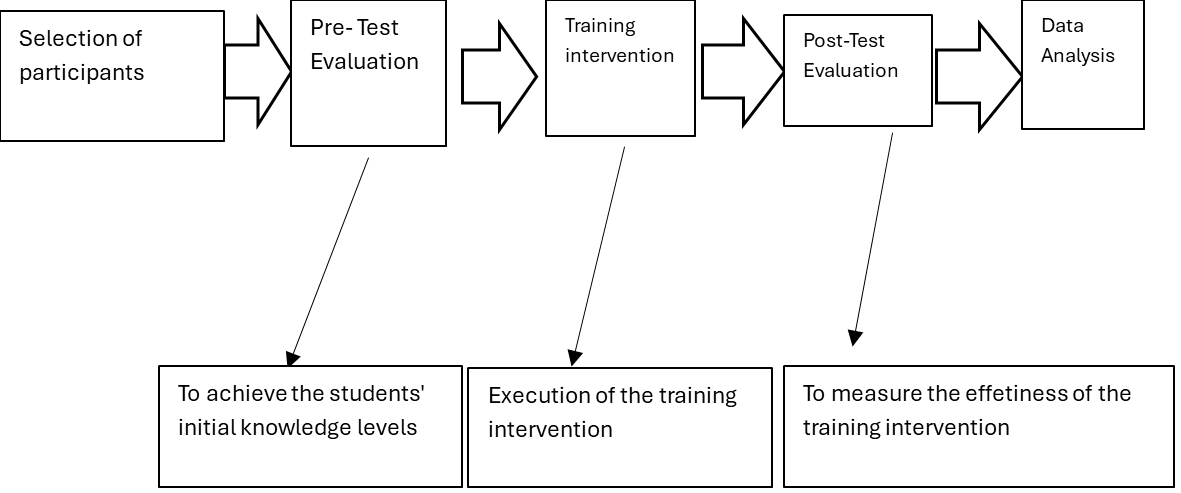 Selection of
participants
Pre- Test
Evaluation
Training
intervention
Post-Test
Evaluation
Data
Analysis
To achieve the students'
initial knowledge levels
Execution of the training
intervention
To measure the effetiness of the
training intervention